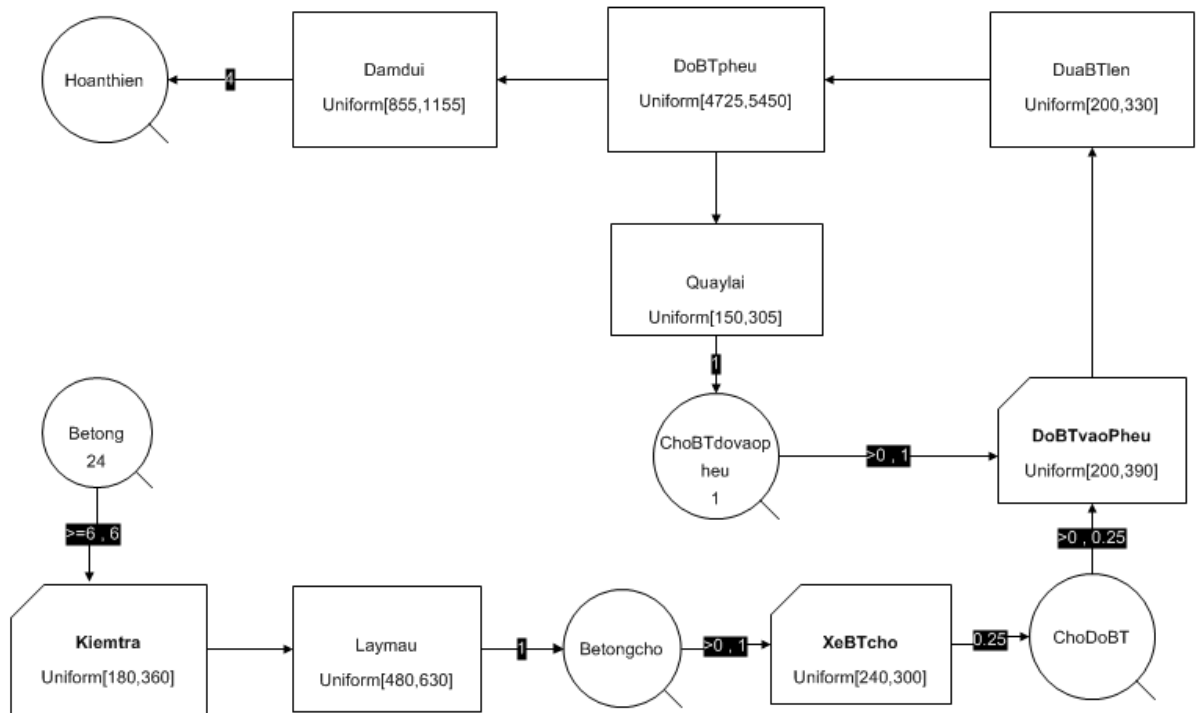 Hoanthien
4
Damdui
Uniform[855,1155]
DoBTpheu
Uniform[4725,5450]
DuaBTlen
Uniform[200,330]
Quaylai
Uniform[150,305]
1
Betong
24
>=6 , 6
ChoBTdovaop
heu
1
>0 , 1
DoBTvaoPheu
Uniform[200,390]
>0 , 0.25
Kiemtra
Uniform[180,360]
Laymau
Uniform[480,630]
1
Betongcho
>0 , 1
XeBTcho
Uniform[240,300]
0.25
ChoDoBT